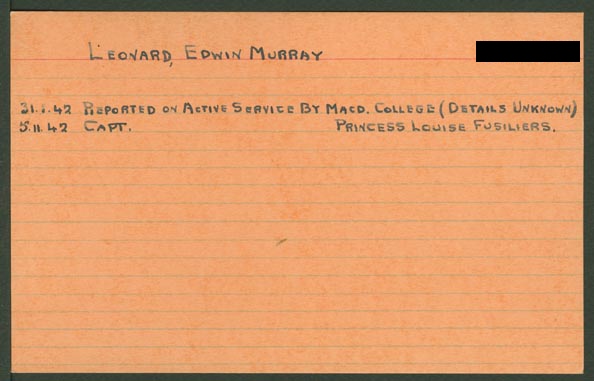 LEONARD, EDWIN MURRAY
31.1.42 REPORTED ON ACTIVE SERVICE BY MACD. COLLEGE (DETAILS UNKNOWN)
5.11.42 CAPT. PRINCESS LOUISE FUSILIERS.